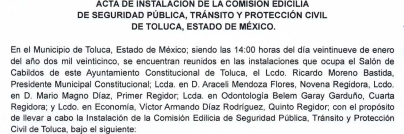 ACTA DE INSTALACIÓN DE LA COMISIÓN EDILICIA
DE SEGURIDAD PÚBLICA, TRÁNSITO Y PROTECCIÓN CIVIL
DE TOLUCA, ESTADO DE MÉXICO.
En el Municipio de Toluca, Estado de México; siendo las 14:00 horas del día veintinueve de enero
del año dos mil veinticinco, se encuentran reunidos en las instalaciones que ocupa el Salón de
Cabildos de este Ayuntamiento Constitucional de Toluca, el Lcdo. Ricardo Moreno Bastida,
Presidente Municipal Constitucional; Lcda. en D. Araceli Mendoza Flores, Novena Regidora, Lcdo.
en D. Mario Magno Díaz, Primer Regidor; Lcda. en Odontología Belem Garay Garduño, Cuarta
Regidora; y Lcdo. en Economía, Víctor Armando Díaz Rodríguez, Quinto Regidor; con el propósito
de llevar a cabo la Instalación de la Comisión Edilicia de Seguridad Pública, Tránsito y Protección
Civil de Toluca, bajo el siguiente: